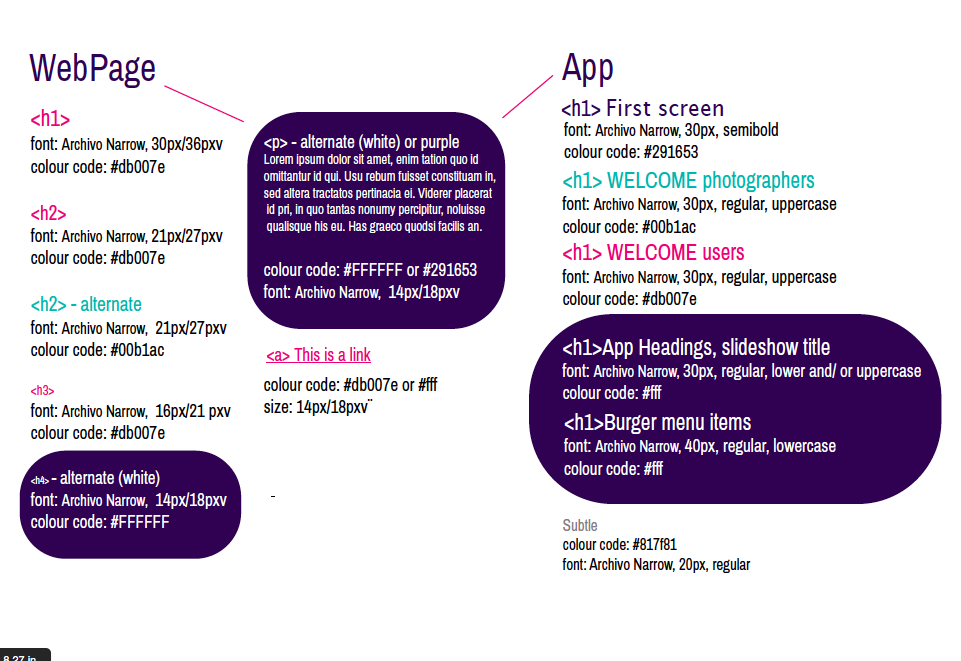 WebPage
<h1>
font: Archivo Narrow, 30px/36pxv
colour code: #db007e
<h2>
font: Archivo Narrow, 21px/27pxv
colour code: #db007e
<h2> - alternate
font: Archivo Narrow,  21px/27pxv
colour code: #00b1ac
<h3>
font: Archivo Narrow,  16px/21 pxv
colour code: #db007e
<h4> - alternate (white)
font: Archivo Narrow,  14px/18pxv
colour code: #FFFFFF
<p> - alternate (white) or purple
Lorem ipsum dolor sit amet, enim tation quo id
omittantur id qui. Usu rebum fuisset constituam in,
sed altera tractatos pertinacia ei. Viderer placerat
id pri, in quo tantas nonumy percipitur, noluisse
qualisque his eu. Has graeco quodsi facilis an.
colour code: #FFFFFF or #291653
font: Archivo Narrow,  14px/18pxv
<a> This is a link
colour code: #db007e or #fff
size: 14px/18pxv¨
-
App
<h1> First screen
font: Archivo Narrow, 30px, semibold
colour code: #291653
<h1> WELCOME photographers
font: Archivo Narrow, 30px, regular, uppercase
colour code: #00b1ac
<h1> WELCOME users
font: Archivo Narrow, 30px, regular, uppercase
colour code: #db007e
<h1>App Headings, slideshow title
font: Archivo Narrow, 30px, regular, lower and/ or uppercase
colour code: #fff
<h1>Burger menu items
font: Archivo Narrow, 40px, regular, lowercase
colour code: #fff
Subtle
colour code: #817f81
font: Archivo Narrow, 20px, regular
8,27 in